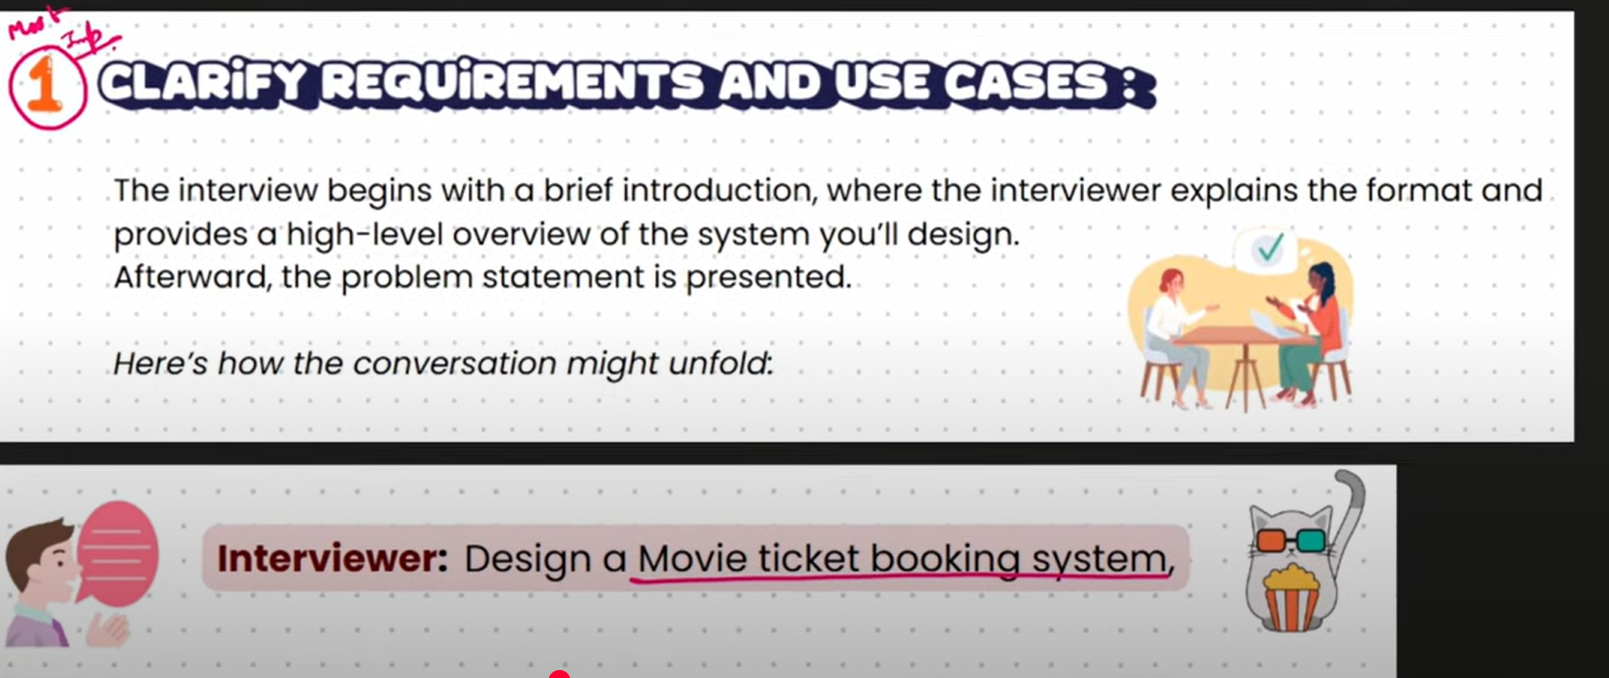 Most
Imp.
1 CLARiFY REQUiREMENTS AND USE CASES :
The interview begins with a brief introduction, where the interviewer explains the format and
provides a high-level overview of the system you'll design.
Afterward, the problem statement is presented.
Here's how the conversation might unfold:
Interviewer: Design a Movie ticket booking system,